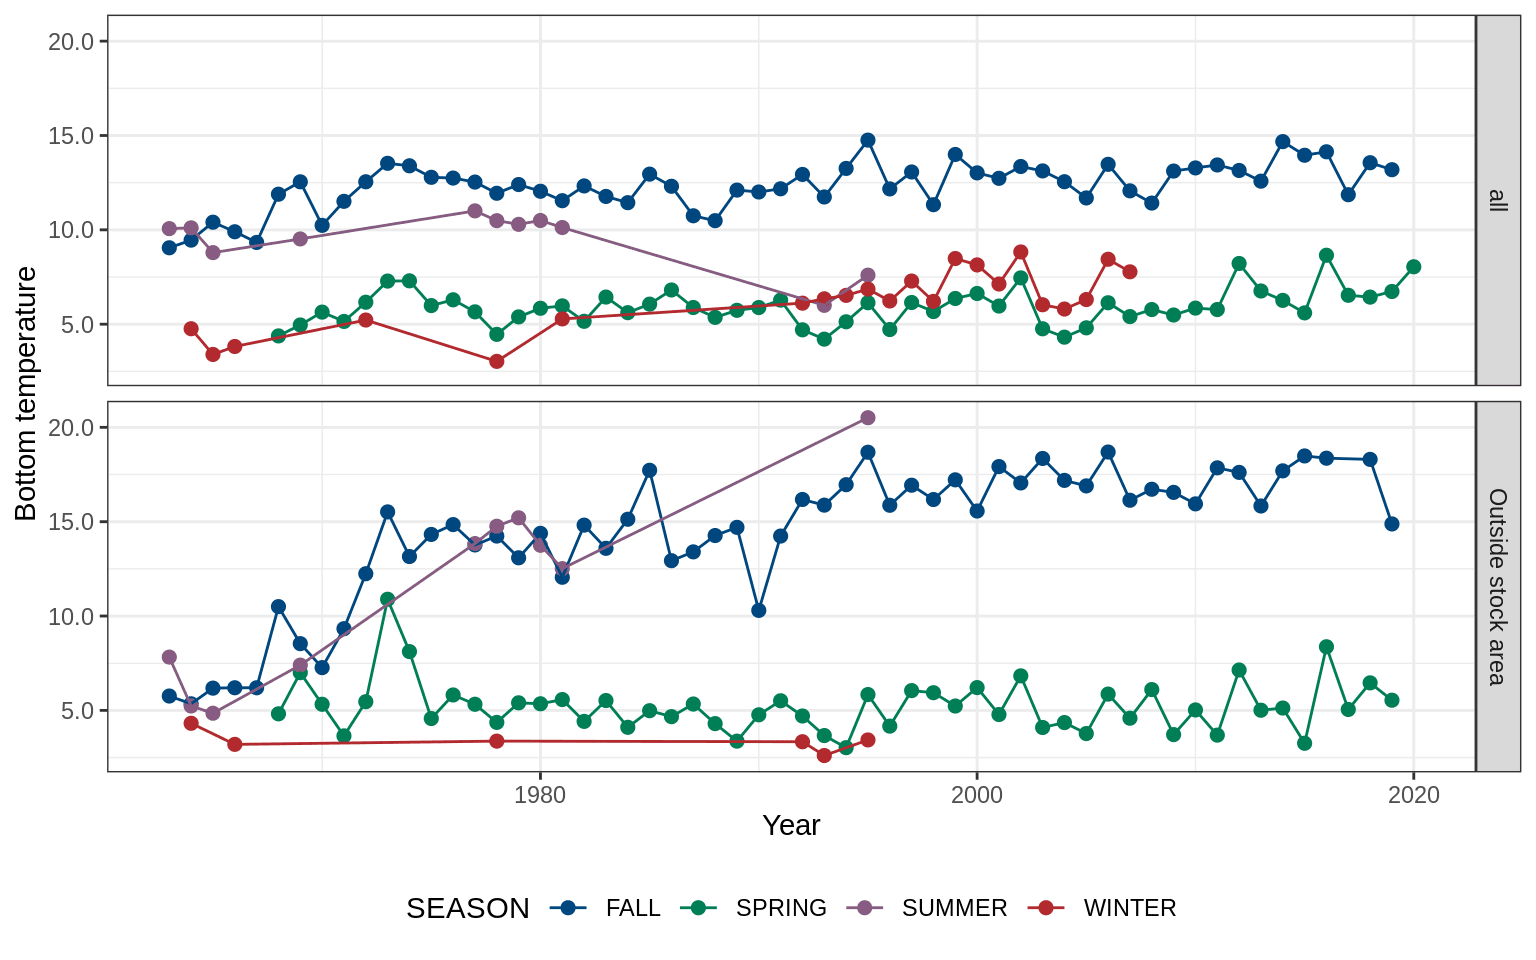 20.0
15.0
10.0
5.0
all
20.0
15.0
10.0
5.0
Outside stock area
Bottom temperature
1980
2000
2020
Year
SEASON FALL SPRING SUMMER WINTER